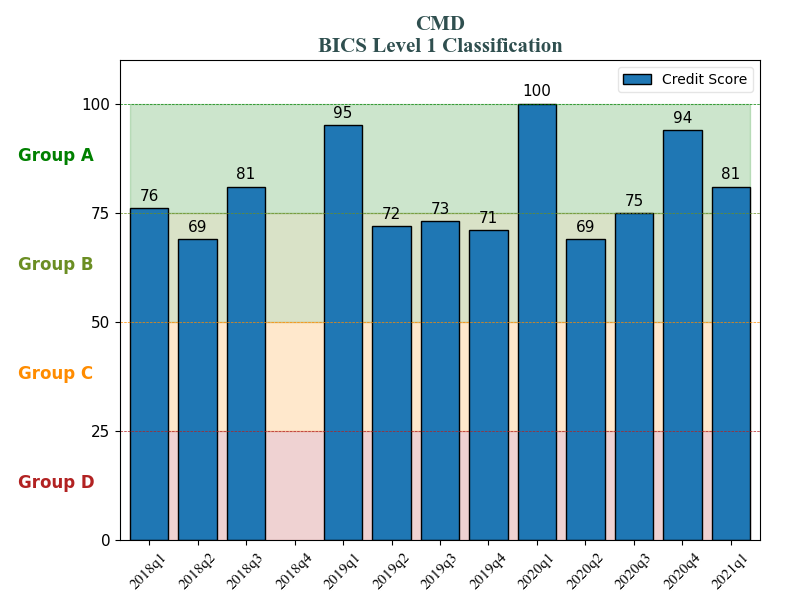 CMD
BICS Level 1 Classification
Credit Score
100
75
50
25
0
Group A
Group B
Group C
Group D
76
69
81
95
72
73
71
100
69
75
94
81
2018q1
2018q2
2018q3
2018q4
2019q1
2019q2
2019q3
2019q4
2020q1
2020q2
2020q3
2020q4
2021q1